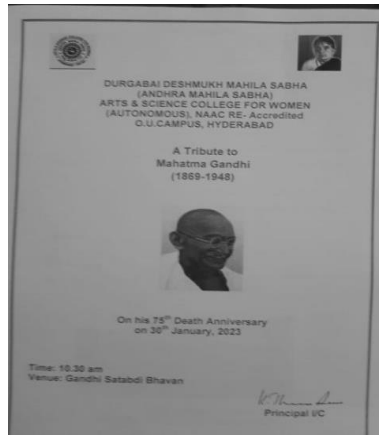 DURGABAI DESHMUKH MAHILA SABHA
(ANDHRA MAHILA SABHA)
ARTS & SCIENCE COLLEGE FOR WOMEN
(AUTONOMOUS), NAAC RE- Accredited
O.U.CAMPUS, HYDERABAD
A Tribute to
Mahatma Gandhi
(1869-1948)
On his 75th Death Anniversary
on 30th January, 2023
Time: 10.30 am
Venue: Gandhi Satabdi Bhavan
Principal I/C